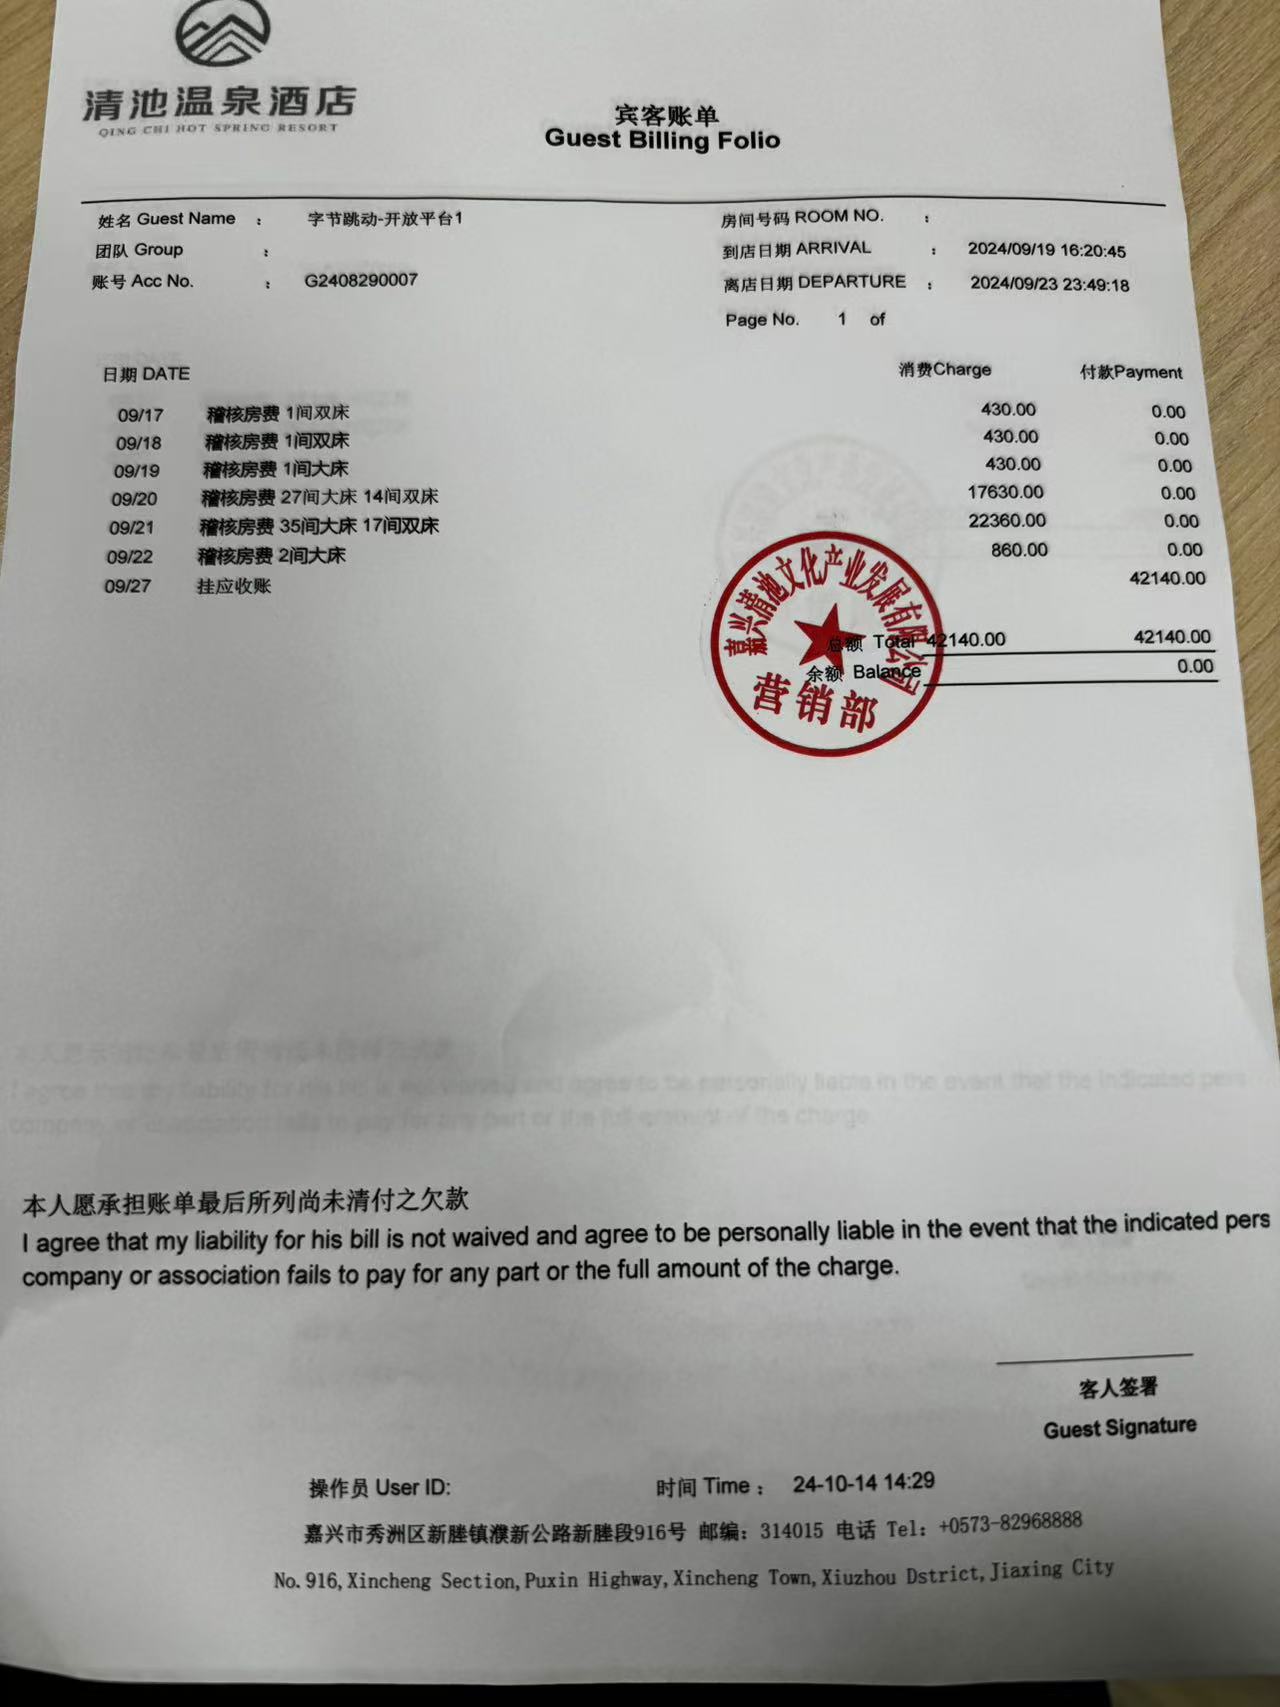 清池温泉酒店
QING CHI HOT SPRING RESORT
宾客账单
Guest Billing Folio
姓名 Guest Name : 字节跳动-开放平台1
房间号码 ROOM NO. :
团队 Group :
到店日期 ARRIVAL : 2024/09/19 16:20:45
账号 Acc No. : G2408290007
离店日期 DEPARTURE : 2024/09/23 23:49:18
Page No. 1 of
日期 DATE 消费Charge 付款Payment
09/17 稽核房费 1间双床 430.00 0.00
09/18 稽核房费 1间双床 430.00 0.00
09/19 稽核房费 1间大床 430.00 0.00
09/20 稽核房费 27间大床 14间双床 17630.00 0.00
09/21 稽核房费 35间大床 17间双床 22360.00 0.00
09/22 稽核房费 2间大床 860.00 0.00
09/27 挂应收账 42140.00
总额 Total 42140.00 42140.00
余额 Balance 0.00
嘉兴清池文化产业发展有限公司
营销部
本人愿承担账单最后所列尚未清付之欠款
I agree that my liability for his bill is not waived and agree to be personally liable in the event that the indicated pers
company or association fails to pay for any part or the full amount of the charge.
客人签署
Guest Signature
操作员 User ID: 时间 Time : 24-10-14 14:29
嘉兴市秀洲区新塍镇濮新公路新塍段916号 邮编: 314015 电话 Tel: +0573-82968888
No.916,Xincheng Section,Puxin Highway,Xincheng Town,Xiuzhou Dstrict,Jiaxing City